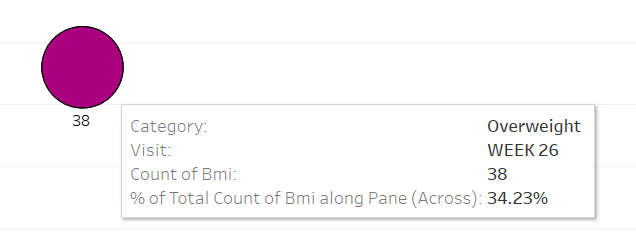 38
Category: Overweight
Visit: WEEK 26
Count of Bmi: 38
% of Total Count of Bmi along Pane (Across): 34.23%